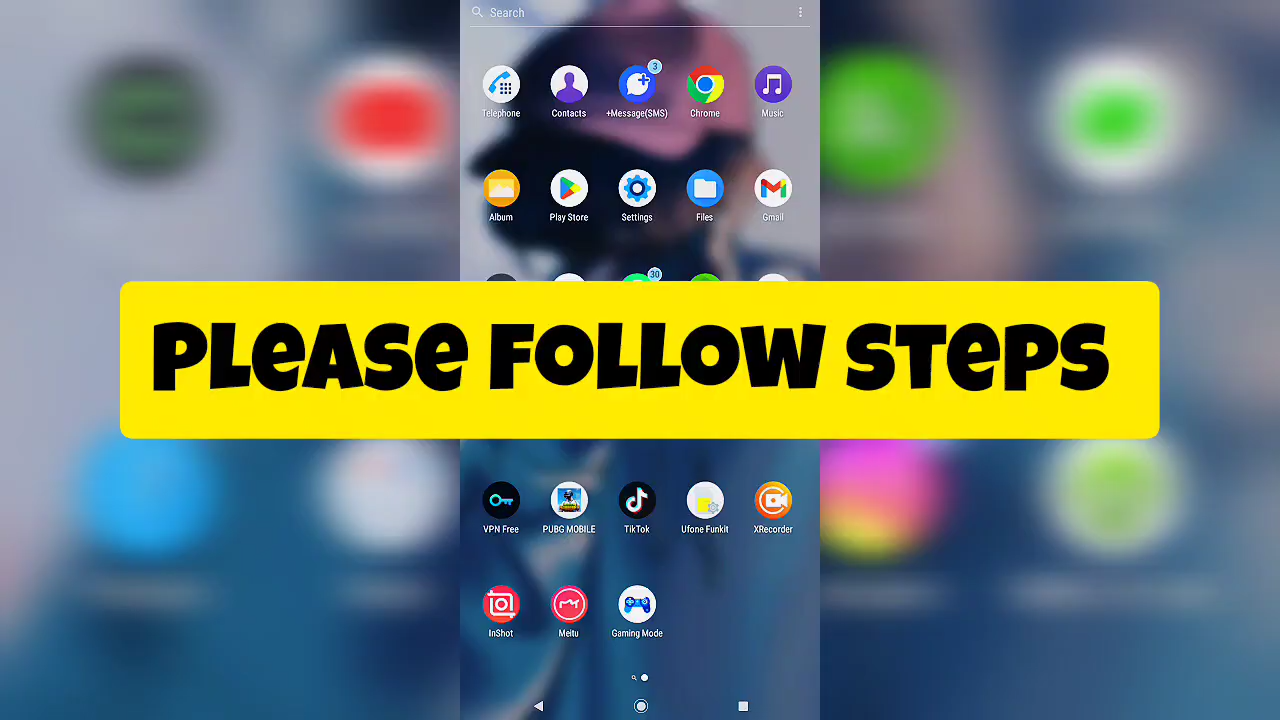 Search
3
Telephone Contacts +Message(SMS) Chrome Music
Album Play Store Settings Files Gmail
30
PLEASE FOLLOW STEPS
VPN Free PUBG MOBILE TikTok Ufone Funkit XRecorder
InShot Meitu Gaming Mode